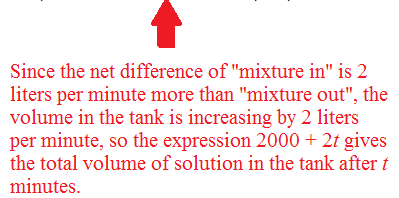 Since the net difference of "mixture in" is 2
liters per minute more than "mixture out", the
volume in the tank is increasing by 2 liters
per minute, so the expression 2000 + 2t gives
the total volume of solution in the tank after t
minutes.